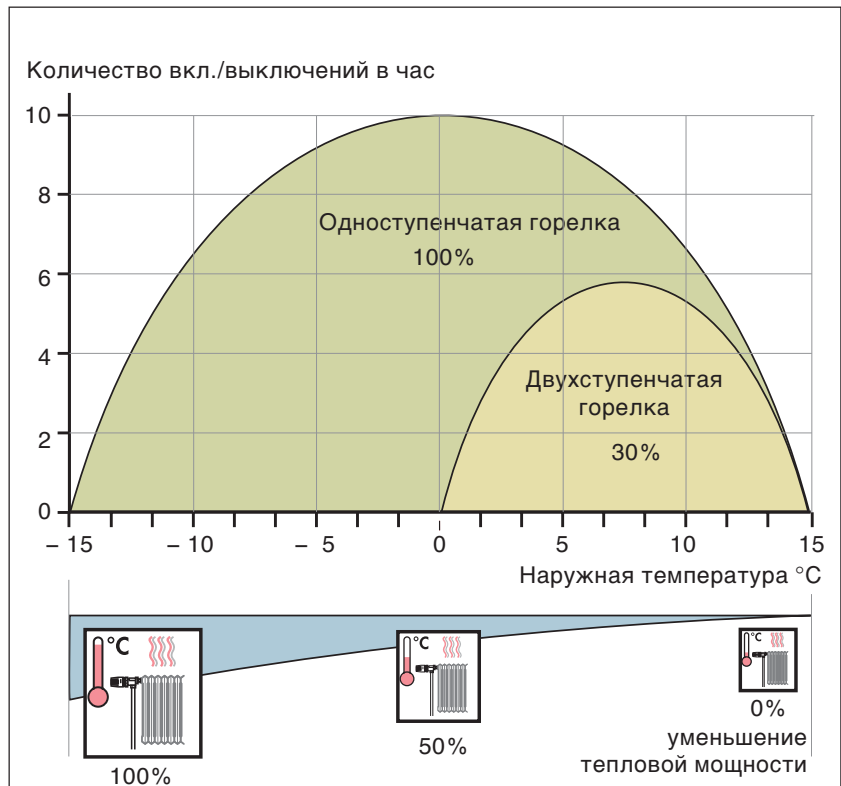 Количество вкл./выключений в час
10
8
6
4
2
0
Одноступенчатая горелка
100%
Двухступенчатая
горелка
30%
– 15
– 10
– 5
0
5
10
15
Наружная температура °C
°C
°C
°C
100%
50%
0%
уменьшение
тепловой мощности